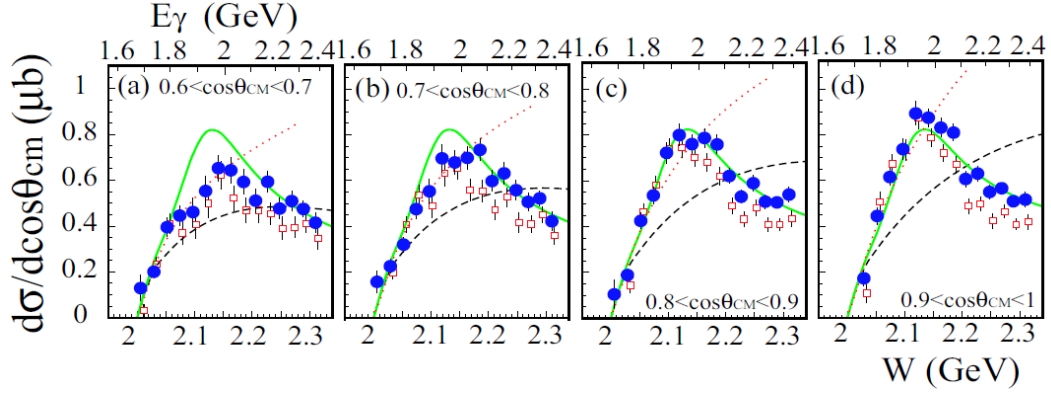 Eγ (GeV)
1.6 1.8 2 2.2 2.4 1.6 1.8 2 2.2 2.4 1.6 1.8 2 2.2 2.4 1.6 1.8 2 2.2 2.4
dσ/dcosθcm (μb)
1
0.8
0.6
0.4
0.2
0
(a) 0.6<cosθCM<0.7
(b) 0.7<cosθCM<0.8
(c)
0.8<cosθCM<0.9
(d)
0.9<cosθCM<1
2 2.1 2.2 2.3 2 2.1 2.2 2.3 2 2.1 2.2 2.3 2 2.1 2.2 2.3
W (GeV)